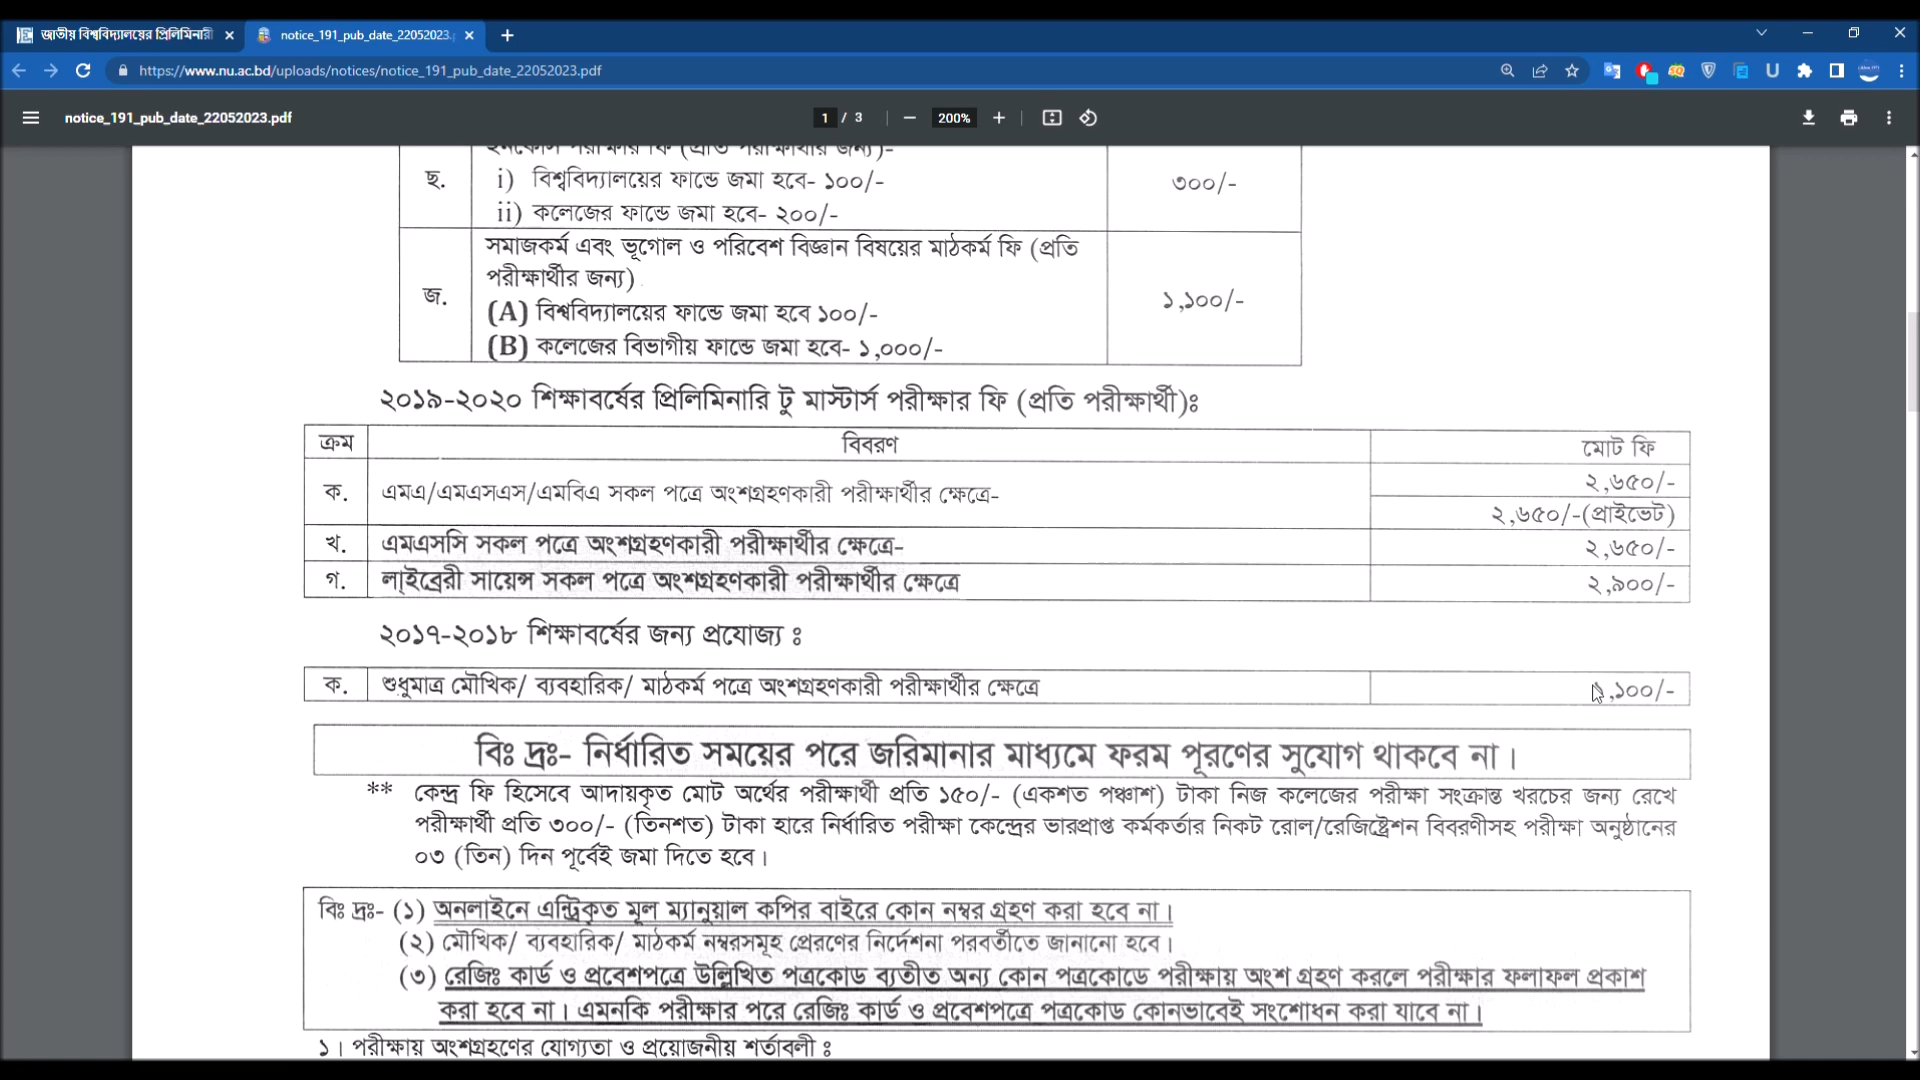 জাতীয় বিশ্ববিদ্যালয়ের প্রিলিমিনারী
notice_191_pub_date_22052023.
https://www.nu.ac.bd/uploads/notices/notice_191_pub_date_22052023.pdf
notice_191_pub_date_22052023.pdf
1 / 3
200%
ইনকোর্স পরীক্ষার ফি (প্রতি পরীক্ষার্থীর জন্য)-
ছ.
i) বিশ্ববিদ্যালয়ের ফান্ডে জমা হবে- ১০০/-
৩০০/-
ii) কলেজের ফান্ডে জমা হবে- ২০০/-
সমাজকর্ম এবং ভূগোল ও পরিবেশ বিজ্ঞান বিষয়ের মাঠকর্ম ফি (প্রতি
পরীক্ষার্থীর জন্য)
জ.
(A) বিশ্ববিদ্যালয়ের ফান্ডে জমা হবে ১০০/-
১,১০০/-
(B) কলেজের বিভাগীয় ফান্ডে জমা হবে- ১,০০০/-
২০১৯-২০২০ শিক্ষাবর্ষের প্রিলিমিনারি টু মাস্টার্স পরীক্ষার ফি (প্রতি পরীক্ষার্থী)ঃ
ক্রম বিবরণ মোট ফি
ক. এমএ/এমএসএস/এমবিএ সকল পত্রে অংশগ্রহণকারী পরীক্ষার্থীর ক্ষেত্রে- ২,৬৫০/-
২,৬৫০/-(প্রাইভেট)
খ. এমএসসি সকল পত্রে অংশগ্রহণকারী পরীক্ষার্থীর ক্ষেত্রে- ২,৬৫০/-
গ. লাইব্রেরী সায়েন্স সকল পত্রে অংশগ্রহণকারী পরীক্ষার্থীর ক্ষেত্রে ২,৯০০/-
২০১৭-২০১৮ শিক্ষাবর্ষের জন্য প্রযোজ্য ঃ
ক. শুধুমাত্র মৌখিক/ ব্যবহারিক/ মাঠকর্ম পত্রে অংশগ্রহণকারী পরীক্ষার্থীর ক্ষেত্রে
বিঃ দ্রঃ- নির্ধারিত সময়ের পরে জরিমানার মাধ্যমে ফরম পূরণের সুযোগ থাকবে না।
** কেন্দ্র ফি হিসেবে আদায়কৃত মোট অর্থের পরীক্ষার্থী প্রতি ১৫০/- (একশত পঞ্চাশ) টাকা নিজ কলেজের পরীক্ষা সংক্রান্ত খরচের জন্য রেখে
পরীক্ষার্থী প্রতি ৩০০/- (তিনশত) টাকা হারে নির্ধারিত পরীক্ষা কেন্দ্রের ভারপ্রাপ্ত কর্মকর্তার নিকট রোল/রেজিষ্ট্রেশন বিবরণীসহ পরীক্ষা অনুষ্ঠানের
০৩ (তিন) দিন পূর্বেই জমা দিতে হবে।
বিঃ দ্রঃ- (১) অনলাইনে এন্ট্রিকৃত মূল ম্যানুয়াল কপির বাইরে কোন নম্বর গ্রহণ করা হবে না।
(২) মৌখিক/ ব্যবহারিক/ মাঠকর্ম নম্বরসমূহ প্রেরণের নির্দেশনা পরবর্তীতে জানানো হবে।
(৩) রেজিঃ কার্ড ও প্রবেশপত্রে উল্লিখিত পত্রকোড ব্যতীত অন্য কোন পত্রকোডে পরীক্ষায় অংশ গ্রহণ করলে পরীক্ষার ফলাফল প্রকাশ
করা হবে না। এমনকি পরীক্ষার পরে রেজিঃ কার্ড ও প্রবেশপত্রে পত্রকোড কোনভাবেই সংশোধন করা যাবে না।
১। পরীক্ষায় অংশগ্রহণের যোগ্যতা ও প্রয়োজনীয় শর্তাবলী ঃ